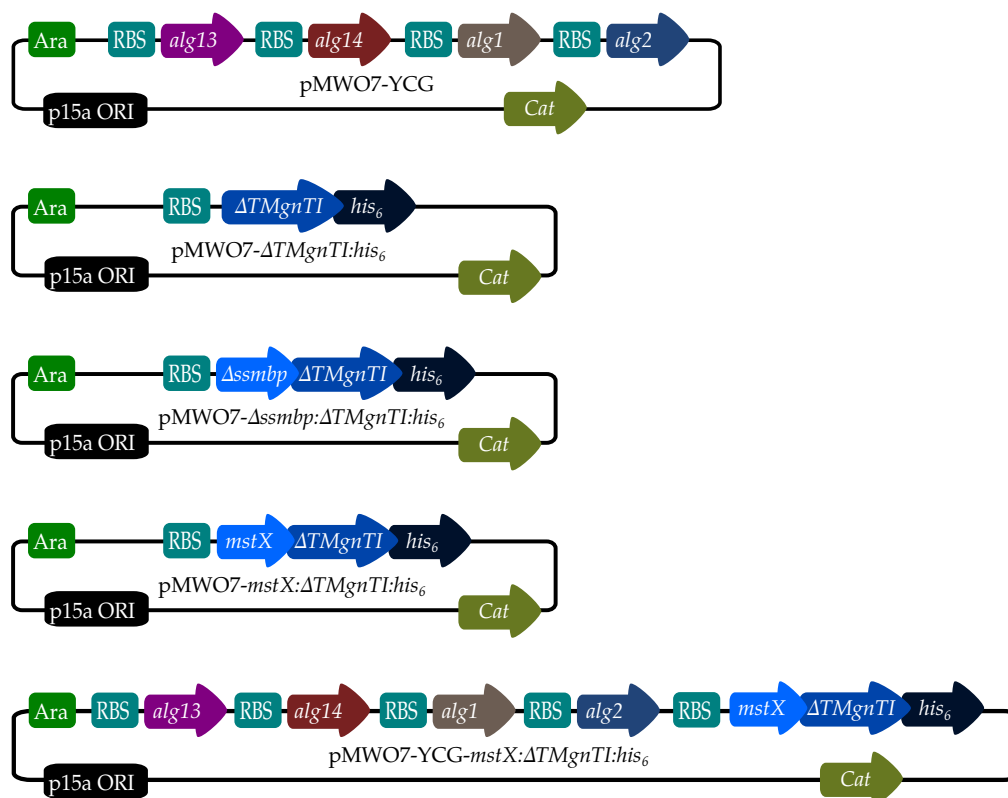 Ara RBS alg13 RBS alg14 RBS alg1 RBS alg2
pMWO7-YCG
p15a ORI Cat
Ara RBS ΔTMgnTI his₆
pMWO7-ΔTMgnTI:his₆
p15a ORI Cat
Ara RBS Δssmbp ΔTMgnTI his₆
pMWO7-Δssmbp:ΔTMgnTI:his₆
p15a ORI Cat
Ara RBS mstX ΔTMgnTI his₆
pMWO7-mstX:ΔTMgnTI:his₆
p15a ORI Cat
Ara RBS alg13 RBS alg14 RBS alg1 RBS alg2 RBS mstX ΔTMgnTI his₆
pMWO7-YCG-mstX:ΔTMgnTI:his₆
p15a ORI Cat